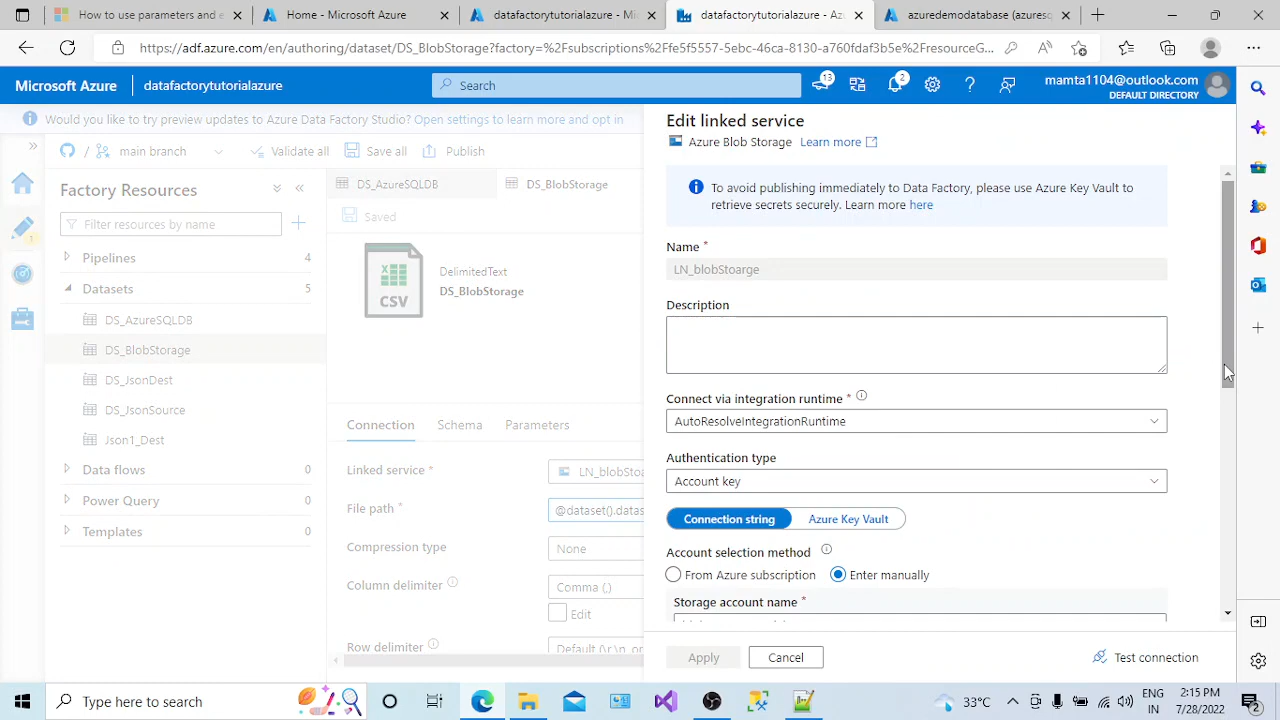 How to parameters and e
Home - Microsoft Azure
datafactorytutorialazure - Mi
datafactorytutorialazure - Az
azuredemodatabase (azuresq
https://adf.azure.com/en/authoring/dataset/DS_BlobStorage?factory=%2Fsubscriptions%2Ffe5f5557-5ebc-46ca-8130-a760fdaf3b5e%2FresourceG...
Microsoft Azure
datafactorytutorialazure
Search
13
2
mamta1104@outlook.com
DEFAULT DIRECTORY
Would you like to try preview updates to Azure Data Factory Studio? Open settings to learn more and opt in
main branch
Validate all
Save all
Publish
Factory Resources
Filter resources by name
Pipelines 4
Datasets 5
DS_AzureSQLDB
DS_BlobStorage
DS_JsonDest
DS_JsonSource
Json1_Dest
Data flows 0
Power Query 0
Templates 0
DS_AzureSQLDB
DS_BlobStorage
Saved
CSV
DelimitedText
DS_BlobStorage
Connection
Schema
Parameters
Linked service *
LN_blobStoa
File path *
@dataset().datas
Compression type
None
Column delimiter
Comma (,)
Edit
Row delimiter
Default (\r,\n, or
Edit linked service
Azure Blob Storage Learn more
To avoid publishing immediately to Data Factory, please use Azure Key Vault to
retrieve secrets securely. Learn more here
Name *
LN_blobStoarge
Description
Connect via integration runtime *
AutoResolveIntegrationRuntime
Authentication type
Account key
Connection string
Azure Key Vault
Account selection method
From Azure subscription
Enter manually
Storage account name *
Apply
Cancel
Test connection
Type here to search
33°C
ENG
IN
2:15 PM
7/28/2022
2